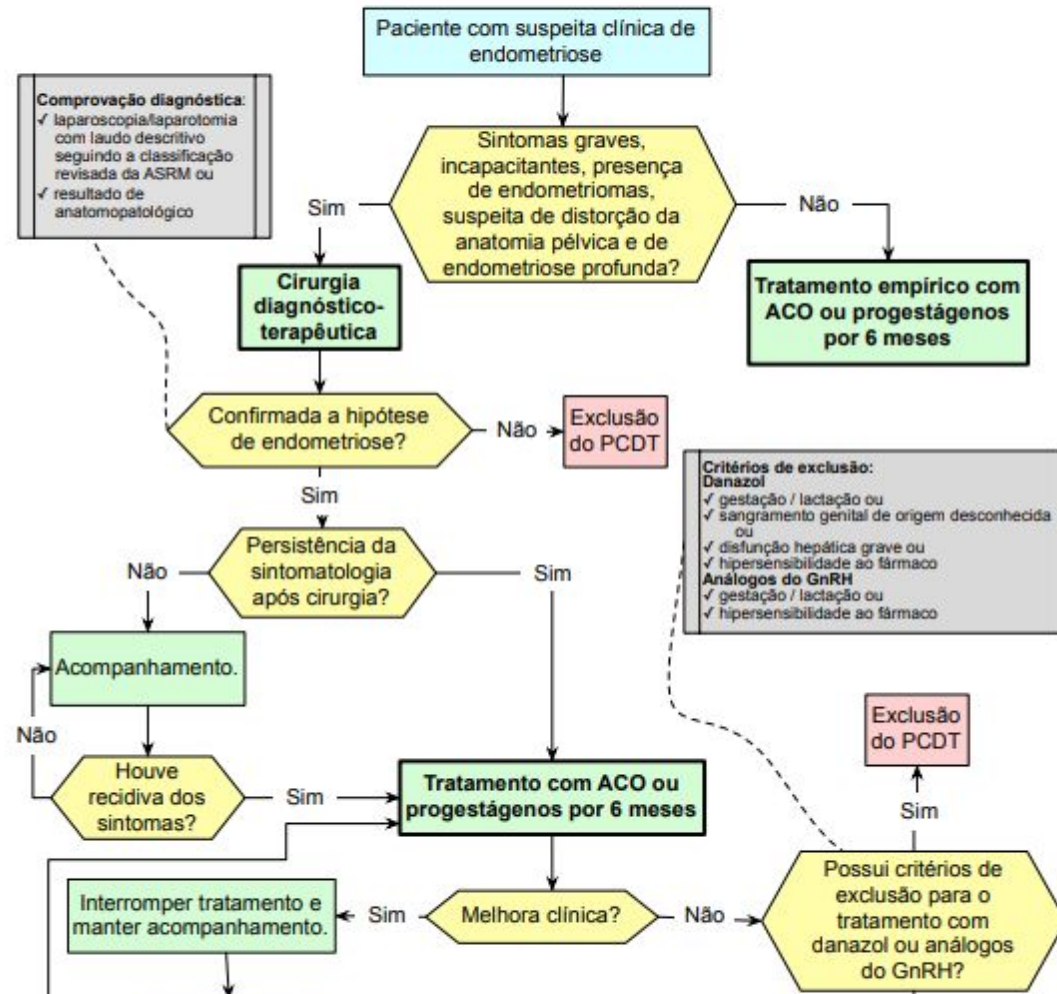 Paciente com suspeita clínica de
endometriose
Comprovação diagnóstica:
✓ laparoscopia/laparotomia
com laudo descritivo
seguindo a classificação
revisada da ASRM ou
✓ resultado de
anatomopatológico
Sintomas graves,
incapacitantes, presença
de endometriomas,
suspeita de distorção da
anatomia pélvica e de
endometriose profunda?
Sim
Não
Cirurgia
diagnóstico-
terapêutica
Tratamento empírico com
ACO ou progestágenos
por 6 meses
Confirmada a hipótese
de endometriose?
Não
Exclusão
do PCDT
Sim
Critérios de exclusão:
Danazol
✓ gestação / lactação ou
✓ sangramento genital de origem desconhecida
ou
✓ disfunção hepática grave ou
✓ hipersensibilidade ao fármaco
Análogos do GnRH
✓ gestação / lactação ou
✓ hipersensibilidade ao fármaco
Persistência da
sintomatologia
após cirurgia?
Não
Sim
Acompanhamento.
Não
Houve
recidiva dos
sintomas?
Sim
Tratamento com ACO ou
progestágenos por 6 meses
Exclusão
do PCDT
Sim
Interromper tratamento e
manter acompanhamento.
Sim
Melhora clínica?
Não
Possui critérios de
exclusão para o
tratamento com
danazol ou análogos
do GnRH?